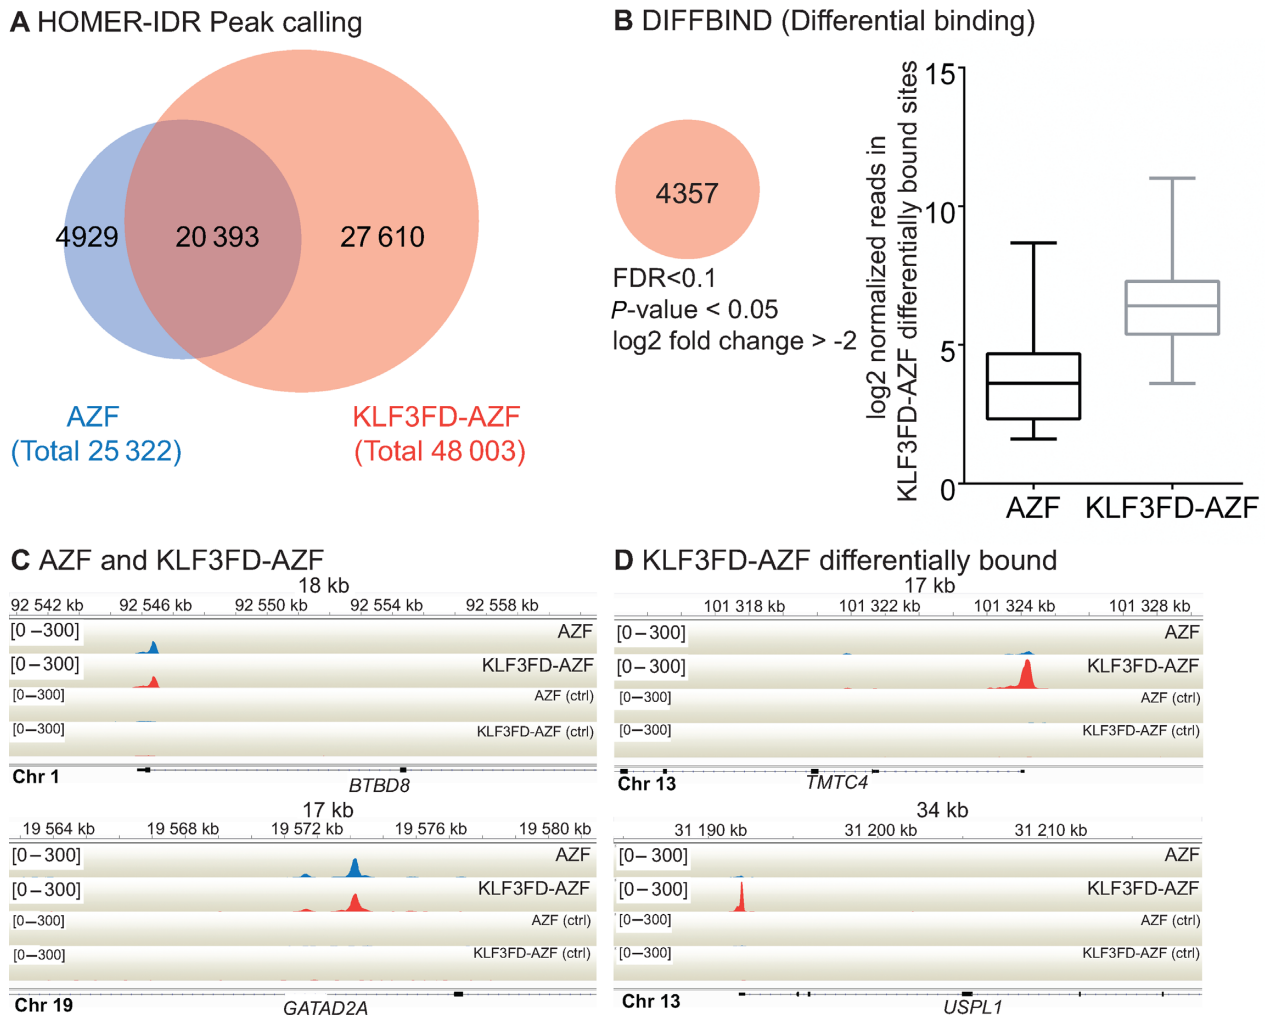 A HOMER-IDR Peak calling
4929
20 393
27 610
AZF
(Total 25 322)
KLF3FD-AZF
(Total 48 003)
B DIFFBIND (Differential binding)
4357
FDR<0.1
P-value < 0.05
log2 fold change > -2
log2 normalized reads in
KLF3FD-AZF differentially bound sites
15
10
5
0
AZF
KLF3FD-AZF
C AZF and KLF3FD-AZF
18 kb
92 542 kb 92 546 kb 92 550 kb 92 554 kb 92 558 kb
[0 –300] AZF
[0 –300] KLF3FD-AZF
[0–300] AZF (ctrl)
[0–300] KLF3FD-AZF (ctrl)
Chr 1
BTBD8
17 kb
19 564 kb 19 568 kb 19 572 kb 19 576 kb 19 580 kb
[0 – 300] AZF
[0 – 300] KLF3FD-AZF
[0–300] AZF (ctrl)
[0–300] KLF3FD-AZF (ctrl)
Chr 19
GATAD2A
D KLF3FD-AZF differentially bound
17 kb
101 318 kb 101 322 kb 101 324 kb 101 328 kb
[0 – 300] AZF
[0 – 300] KLF3FD-AZF
[0–300] AZF (ctrl)
[0–300] KLF3FD-AZF (ctrl)
Chr 13
TMTC4
34 kb
31 190 kb 31 200 kb 31 210 kb
[0 – 300] AZF
[0 – 300] KLF3FD-AZF
[0–300] AZF (ctrl)
[0–300] KLF3FD-AZF (ctrl)
Chr 13
USPL1